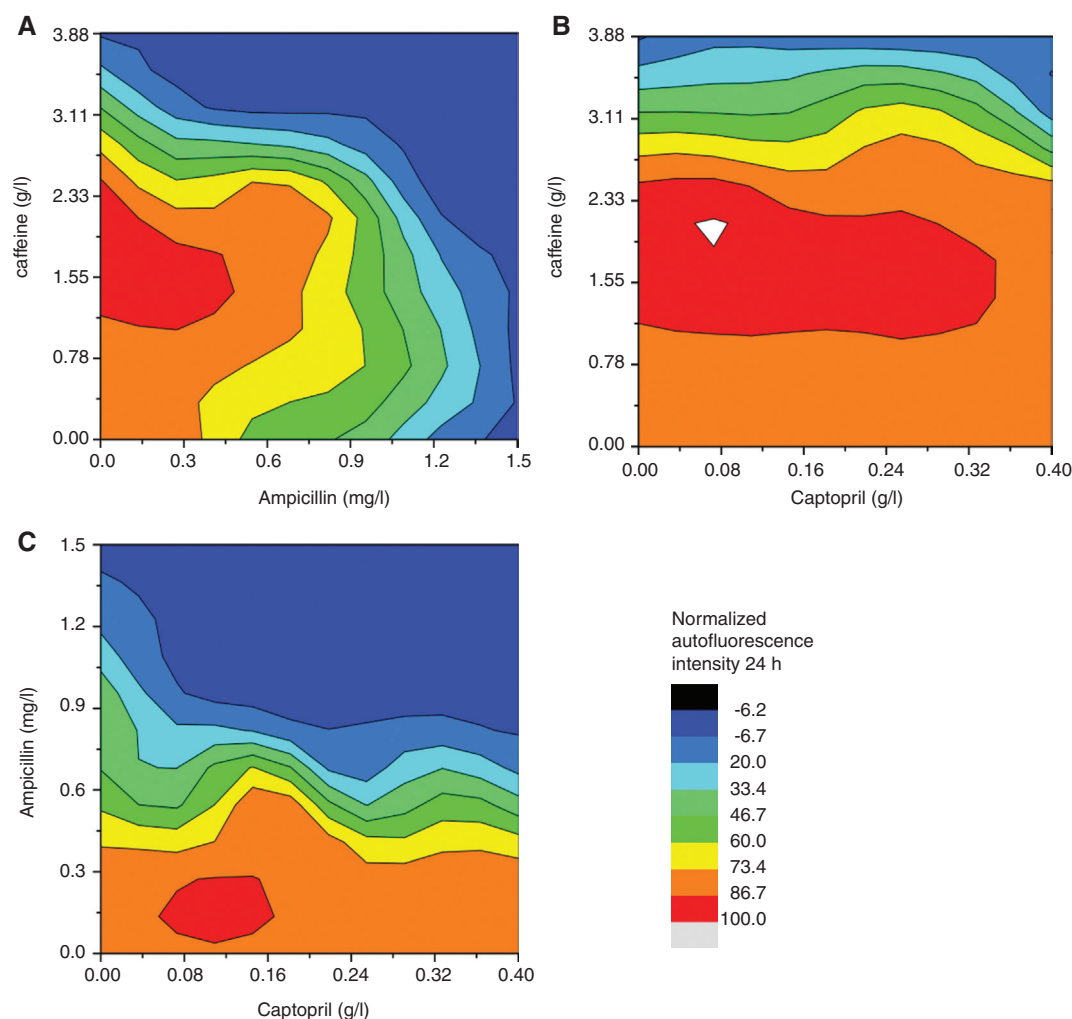 A
3.88
3.11
2.33
1.55
0.78
0.00
caffeine (g/l)
0.0 0.3 0.6 0.9 1.2 1.5
Ampicillin (mg/l)
B
3.88
3.11
2.33
1.55
0.78
0.00
caffeine (g/l)
0.00 0.08 0.16 0.24 0.32 0.40
Captopril (g/l)
C
1.5
1.2
0.9
0.6
0.3
0.0
Ampicillin (mg/l)
0.00 0.08 0.16 0.24 0.32 0.40
Captopril (g/l)
Normalized
autofluorescence
intensity 24 h
-6.2
-6.7
20.0
33.4
46.7
60.0
73.4
86.7
100.0